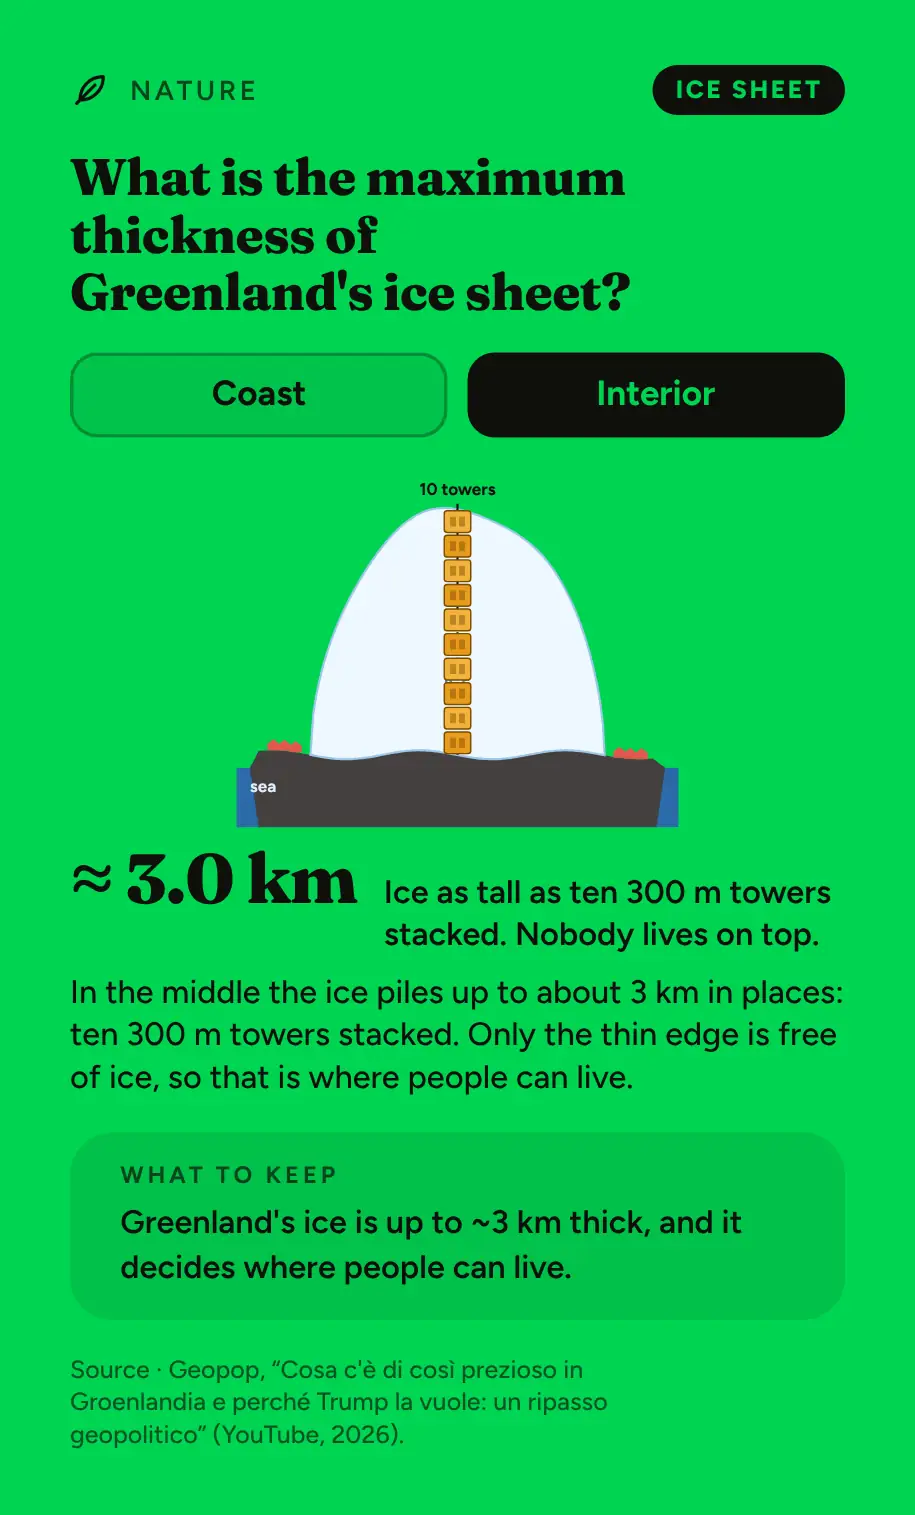 NATURE
ICE SHEET
What is the maximum
thickness of
Greenland's ice sheet?
Coast
Interior
10 towers
sea
≈ 3.0 km
Ice as tall as ten 300 m towers
stacked. Nobody lives on top.
In the middle the ice piles up to about 3 km in places:
ten 300 m towers stacked. Only the thin edge is free
of ice, so that is where people can live.
WHAT TO KEEP
Greenland's ice is up to ~3 km thick, and it
decides where people can live.
Source · Geopop, “Cosa c'è di così prezioso in
Groenlandia e perché Trump la vuole: un ripasso
geopolitico” (YouTube, 2026).